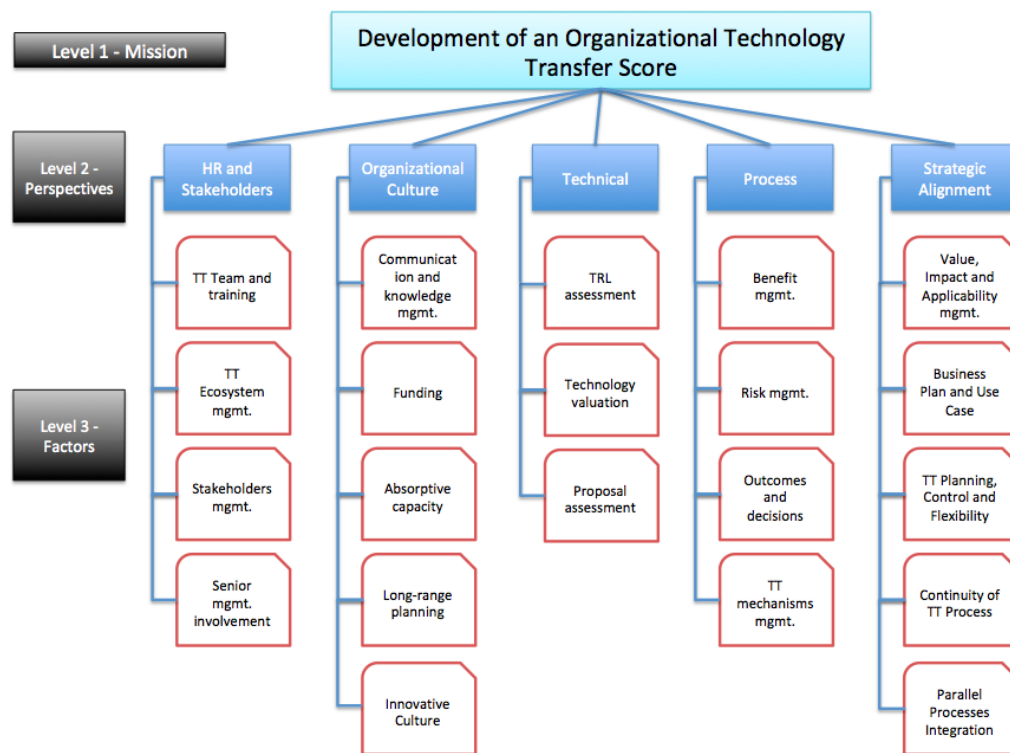 Level 1 - Mission
Development of an Organizational Technology
Transfer Score
Level 2 -
Perspectives
HR and
Stakeholders
Organizational
Culture
Technical
Process
Strategic
Alignment
Level 3 -
Factors
TT Team and
training
TT
Ecosystem
mgmt.
Stakeholders
mgmt.
Senior
mgmt.
involvement
Communicat
ion and
knowledge
mgmt.
Funding
Absorptive
capacity
Long-range
planning
Innovative
Culture
TRL
assessment
Technology
valuation
Proposal
assessment
Benefit
mgmt.
Risk mgmt.
Outcomes
and
decisions
TT
mechanisms
mgmt.
Value,
Impact and
Applicability
mgmt.
Business
Plan and Use
Case
TT Planning,
Control and
Flexibility
Continuity of
TT Process
Parallel
Processes
Integration